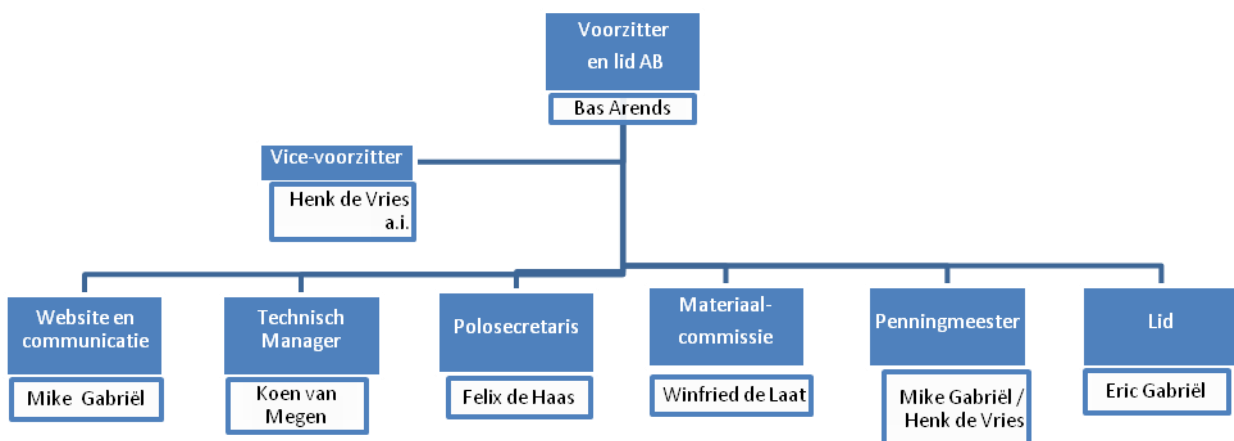 Voorzitter
en lid AB
Bas Arends
Vice-voorzitter
Henk de Vries
a.i.
Website en
communicatie
Mike Gabriël
Technisch
Manager
Koen van
Megen
Polosecretaris
Felix de Haas
Materiaal-
commissie
Winfried de Laat
Penningmeester
Mike Gabriël /
Henk de Vries
Lid
Eric Gabriël